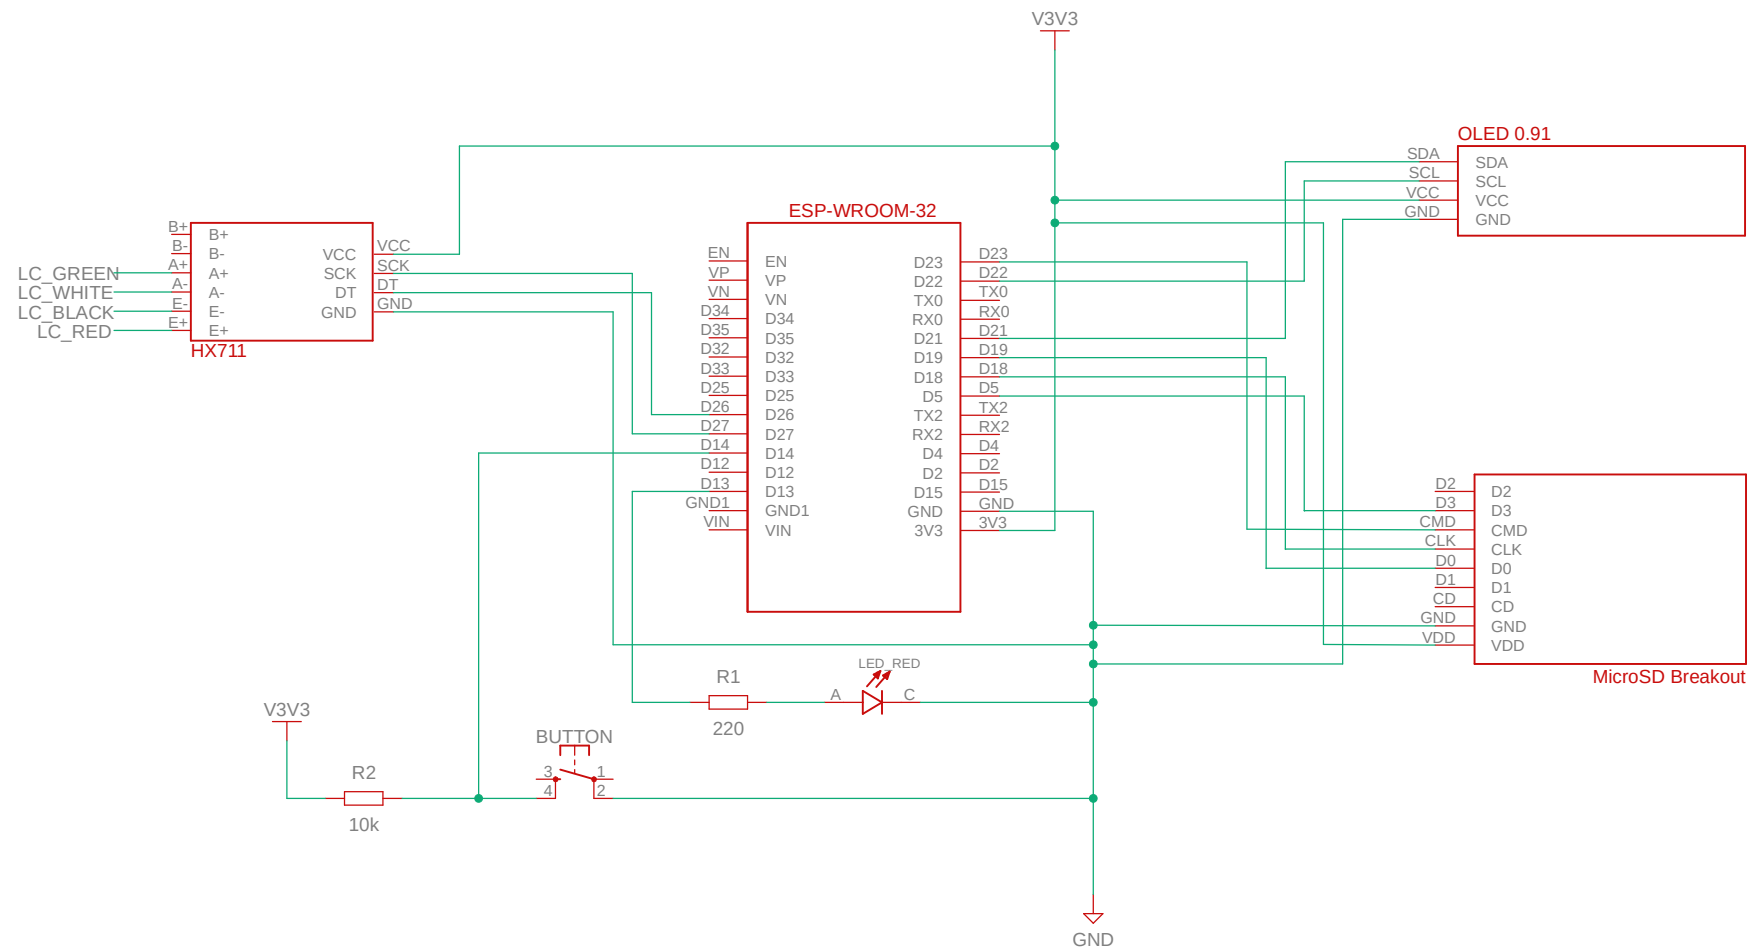 V3V3
OLED 0.91
SDA SDA
SCL SCL
VCC VCC
GND GND
HX711
B+ B+
B- B-
LC_GREEN A+ A+
LC_WHITE A- A-
LC_BLACK E- E-
LC_RED E+ E+
VCC VCC
SCK SCK
DT DT
GND GND
ESP-WROOM-32
EN EN
VP VP
VN VN
D34 D34
D35 D35
D32 D32
D33 D33
D25 D25
D26 D26
D27 D27
D14 D14
D12 D12
D13 D13
GND1 GND1
VIN VIN
D23 D23
D22 D22
TX0 TX0
RX0 RX0
D21 D21
D19 D19
D18 D18
D5 D5
TX2 TX2
RX2 RX2
D4 D4
D2 D2
D15 D15
GND GND
3V3 3V3
D2 D2
D3 D3
CMD CMD
CLK CLK
D0 D0
D1 D1
CD CD
GND GND
VDD VDD
MicroSD Breakout
R1
220
LED_RED
A C
V3V3
R2
10k
BUTTON
3 1
4 2
GND